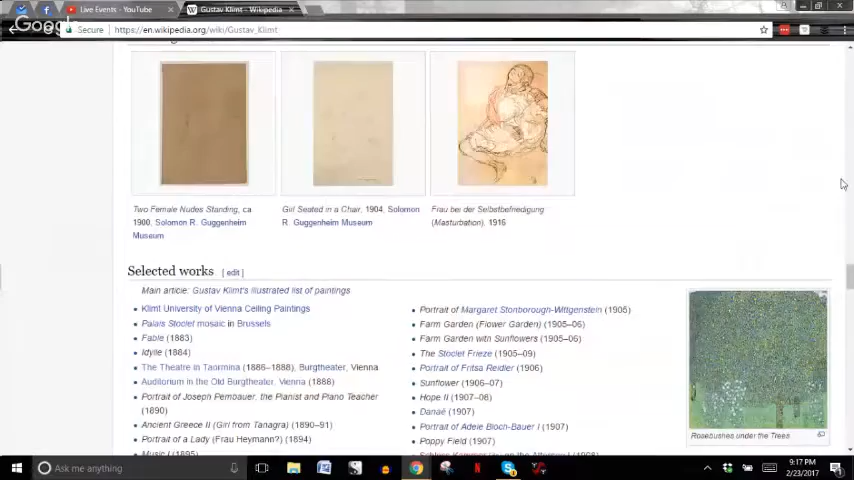 Live Events - YouTube
Gustav Klimt - Wikipedia
Google
Secure
https://en.wikipedia.org/wiki/Gustav_Klimt
Two Female Nudes Standing, ca
1900, Solomon R. Guggenheim
Museum
Girl Seated in a Chair, 1904, Solomon
R. Guggenheim Museum
Frau bei der Selbstbefriedigung
(Masturbation), 1916
Selected works [ edit ]
Main article: Gustav Klimt's illustrated list of paintings
Klimt University of Vienna Ceiling Paintings
Palais Stoclet mosaic in Brussels
Fable (1883)
Idylle (1884)
The Theatre in Taormina (1886–1888), Burgtheater, Vienna
Auditorium in the Old Burgtheater, Vienna (1888)
Portrait of Joseph Pembauer, the Pianist and Piano Teacher
(1890)
Ancient Greece II (Girl from Tanagra) (1890–91)
Portrait of a Lady (Frau Heymann?) (1894)
Music I (1895)
Portrait of Margaret Stonborough-Wittgenstein (1905)
Farm Garden (Flower Garden) (1905–06)
Farm Garden with Sunflowers (1905–06)
The Stoclet Frieze (1905–09)
Portrait of Fritsa Reidler (1906)
Sunflower (1906–07)
Hope II (1907–08)
Danaë (1907)
Portrait of Adele Bloch-Bauer I (1907)
Poppy Field (1907)
Rosebushes under the Trees
Ask me anything
9:17 PM
2/23/2017